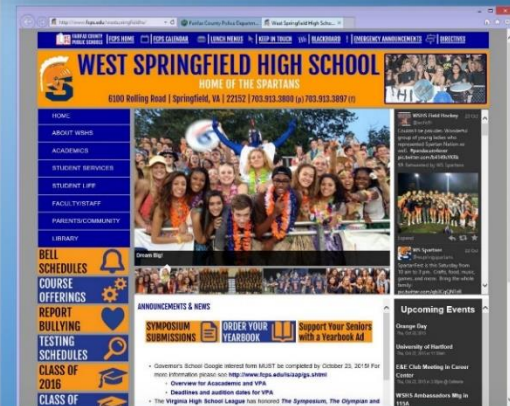 FAIRFAX COUNTY
PUBLIC SCHOOLS
FCPS HOME
FCPS CALENDAR
LUNCH MENUS
KEEP IN TOUCH
BLACKBOARD
EMERGENCY ANNOUNCEMENTS
DIRECTIVES
WEST SPRINGFIELD HIGH SCHOOL
HOME OF THE SPARTANS
6100 Rolling Road | Springfield, VA | 22152 | 703.913.3800 (p) 703.913.3897 (f)
HOME
ABOUT WSHS
ACADEMICS
STUDENT SERVICES
STUDENT LIFE
FACULTY/STAFF
PARENTS/COMMUNITY
LIBRARY
BELL
SCHEDULES
COURSE
OFFERINGS
REPORT
BULLYING
TESTING
SCHEDULES
CLASS OF
2016
CLASS OF
Dream Big!
ANNOUNCEMENTS & NEWS
SYMPOSIUM
SUBMISSIONS
ORDER YOUR
YEARBOOK
Support Your Seniors
with a Yearbook Ad
• Governor's School Google interest form MUST be completed by October 23, 2015! For
more information please see
• Overview for Acacademic and VPA
• Deadlines and audition dates for VPA
• The Virginia High School League has honored The Symposium, The Olympian and
WSHS Field Hockey
WS Spartans
Upcoming Events
Orange Day
University of Hartford
E&E Club Meeting in Career
Center
WSHS Ambassadors Mtg in